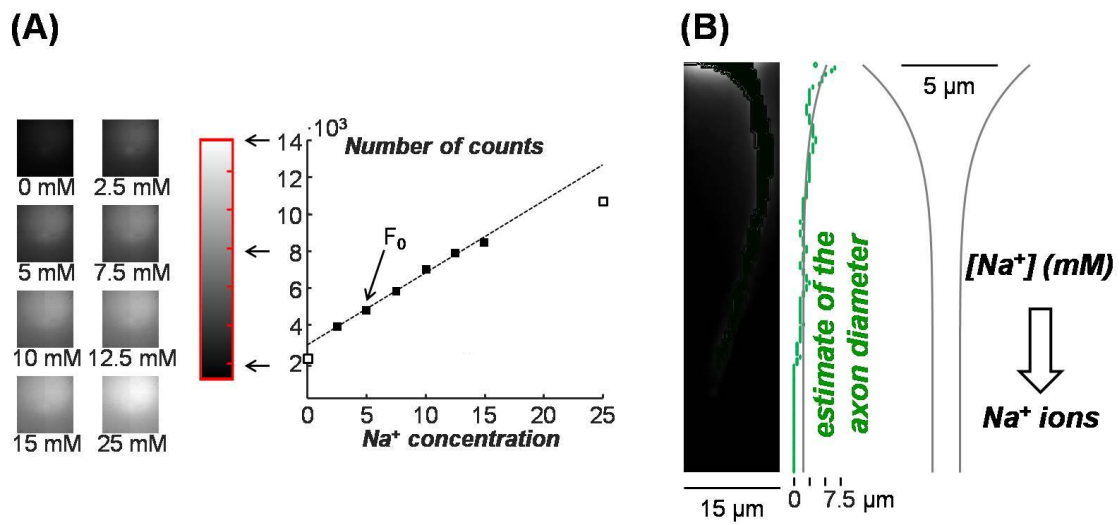 (A)
0 mM 2.5 mM
5 mM 7.5 mM
10 mM 12.5 mM
15 mM 25 mM
14 ×10³
Number of counts
12
10
8
6
4
2
F₀
0 5 10 15 20 25
Na⁺ concentration
(B)
5 µm
estimate of the
axon diameter
[Na⁺] (mM)
Na⁺ ions
15 µm
0 7.5 µm